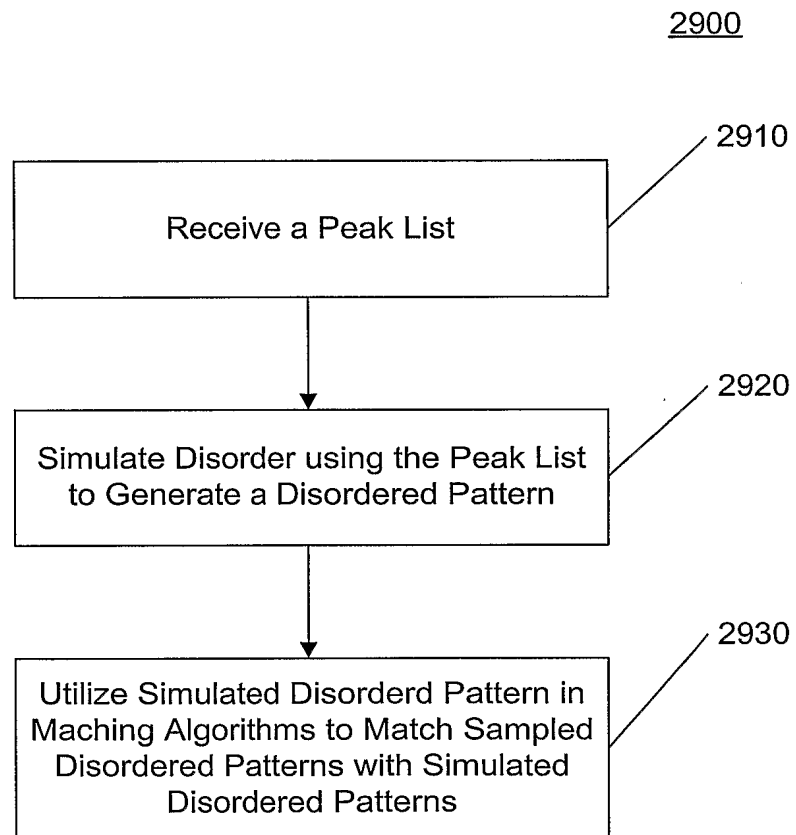 2900
2910
Receive a Peak List
2920
Simulate Disorder using the Peak List
to Generate a Disordered Pattern
2930
Utilize Simulated Disorderd Pattern in
Maching Algorithms to Match Sampled
Disordered Patterns with Simulated
Disordered Patterns